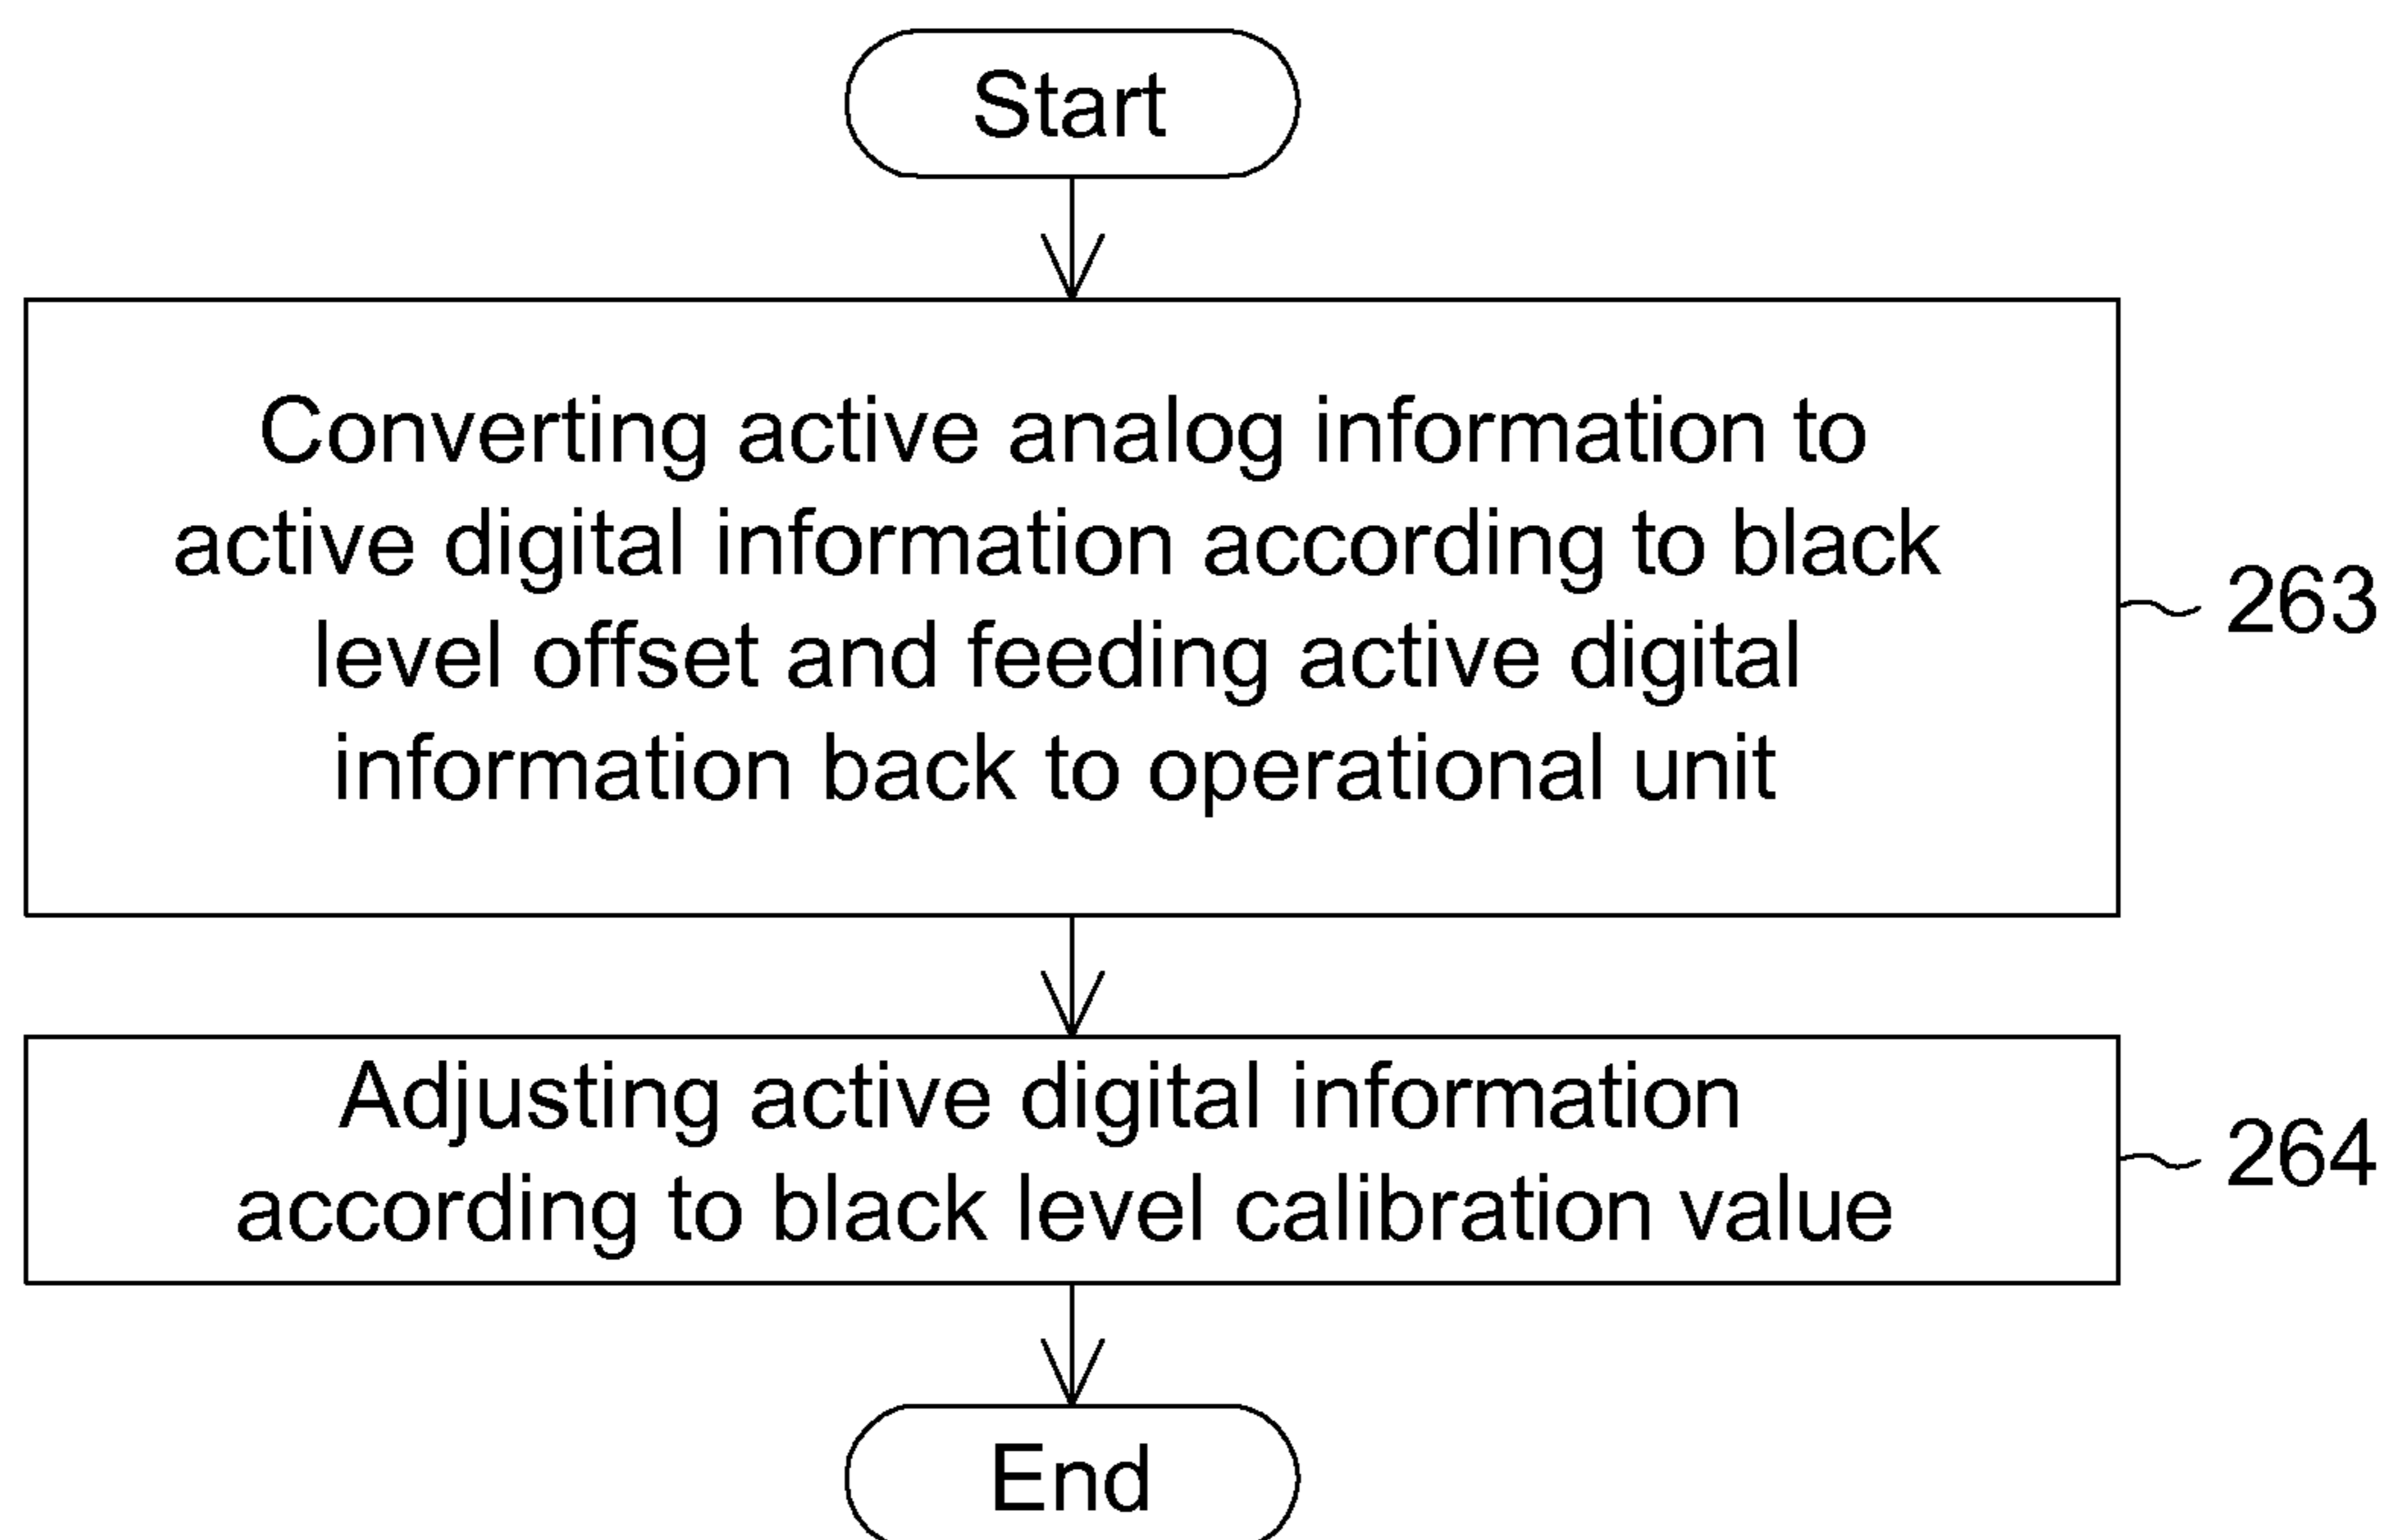 Start
Converting active analog information to
active digital information according to black
level offset and feeding active digital
information back to operational unit
263
Adjusting active digital information
according to black level calibration value
264
End